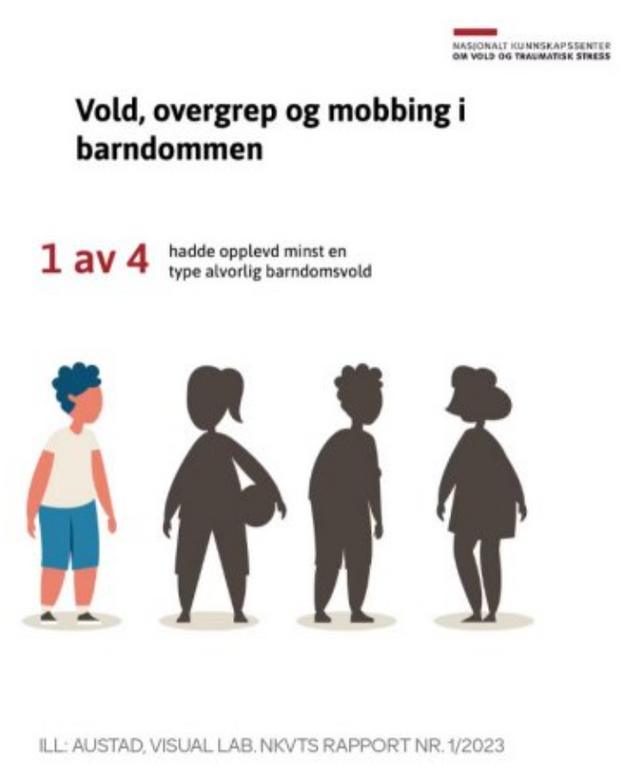 NASJONALT KUNNSKAPSSENTER
OM VOLD OG TRAUMATISK STRESS
Vold, overgrep og mobbing i
barndommen
1 av 4
hadde opplevd minst en
type alvorlig barndomsvold
ILL: AUSTAD, VISUAL LAB. NKVTS RAPPORT NR. 1/2023